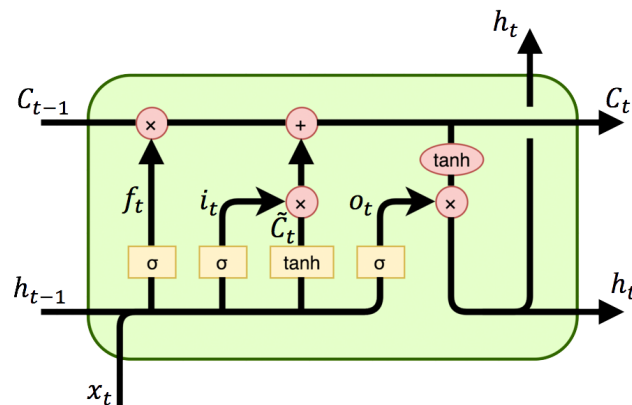 h_t
C_{t-1} × + C_t
tanh
f_t i_t × o_t ×
C̃_t
σ σ tanh σ
h_{t-1} h_t
x_t